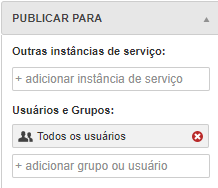 PUBLICAR PARA
Outras instâncias de serviço:
+ adicionar instância de serviço
Usuários e Grupos:
Todos os usuários
+ adicionar grupo ou usuário